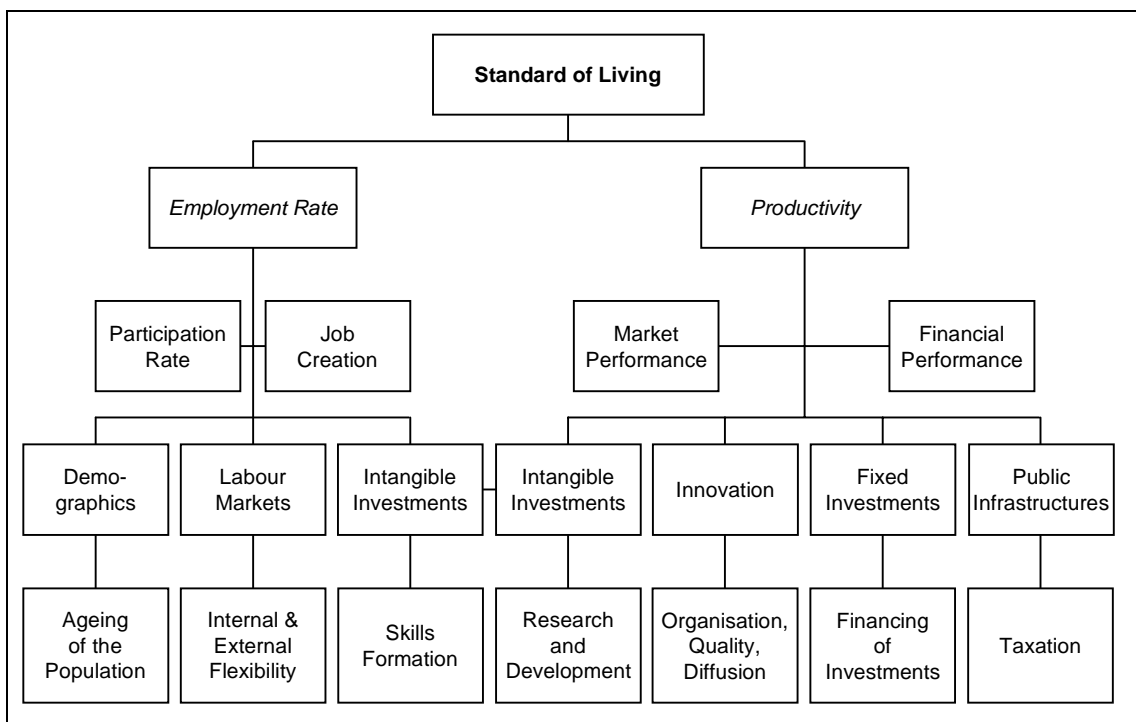 Standard of Living
Employment Rate
Productivity
Participation
Rate
Job
Creation
Market
Performance
Financial
Performance
Demo-
graphics
Labour
Markets
Intangible
Investments
Intangible
Investments
Innovation
Fixed
Investments
Public
Infrastructures
Ageing
of the
Population
Internal &
External
Flexibility
Skills
Formation
Research
and
Development
Organisation,
Quality,
Diffusion
Financing
of
Investments
Taxation